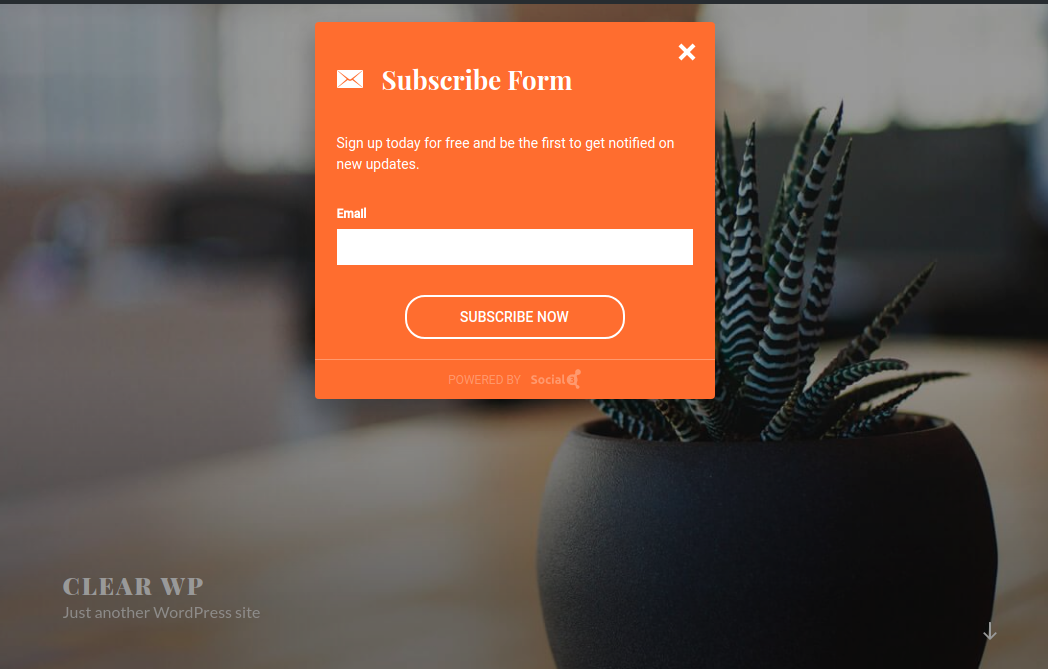 Subscribe Form
Sign up today for free and be the first to get notified on
new updates.
Email
SUBSCRIBE NOW
POWERED BY Social9
CLEAR WP
Just another WordPress site